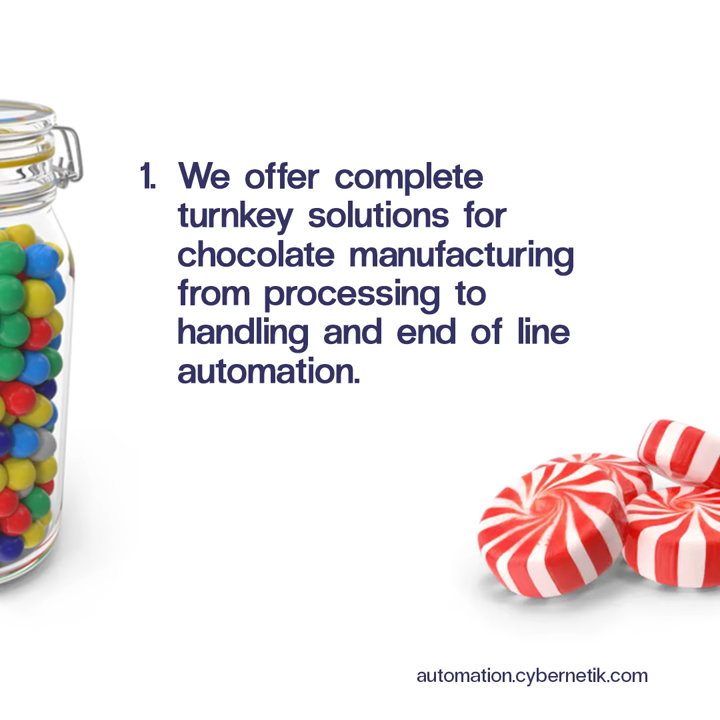 1. We offer complete
turnkey solutions for
chocolate manufacturing
from processing to
handling and end of line
automation.
automation.cybernetik.com